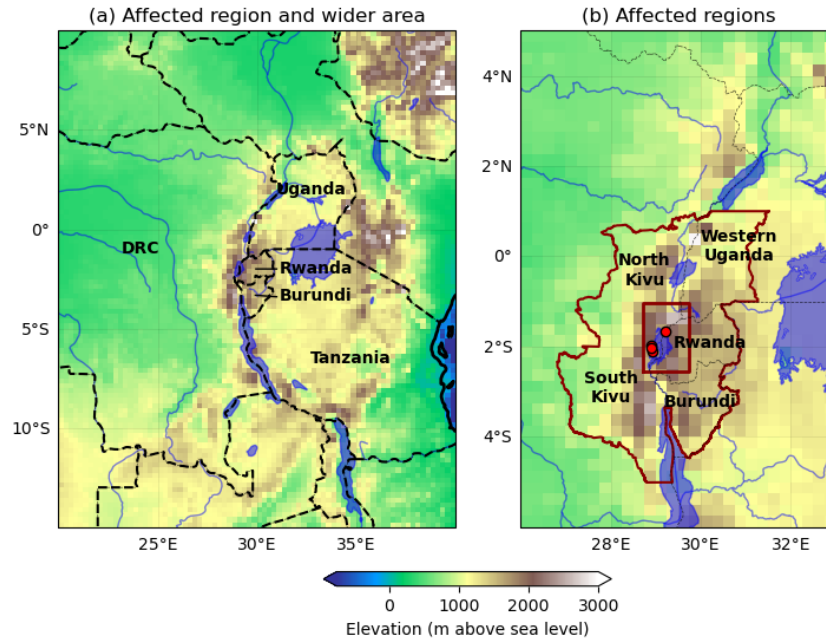 (a) Affected region and wider area
(b) Affected regions
5°N
0°
5°S
10°S
25°E
30°E
35°E
DRC
Uganda
Rwanda
Burundi
Tanzania
4°N
2°N
0°
2°S
4°S
28°E
30°E
32°E
Western
Uganda
North
Kivu
Rwanda
South
Kivu
Burundi
0
1000
2000
3000
Elevation (m above sea level)